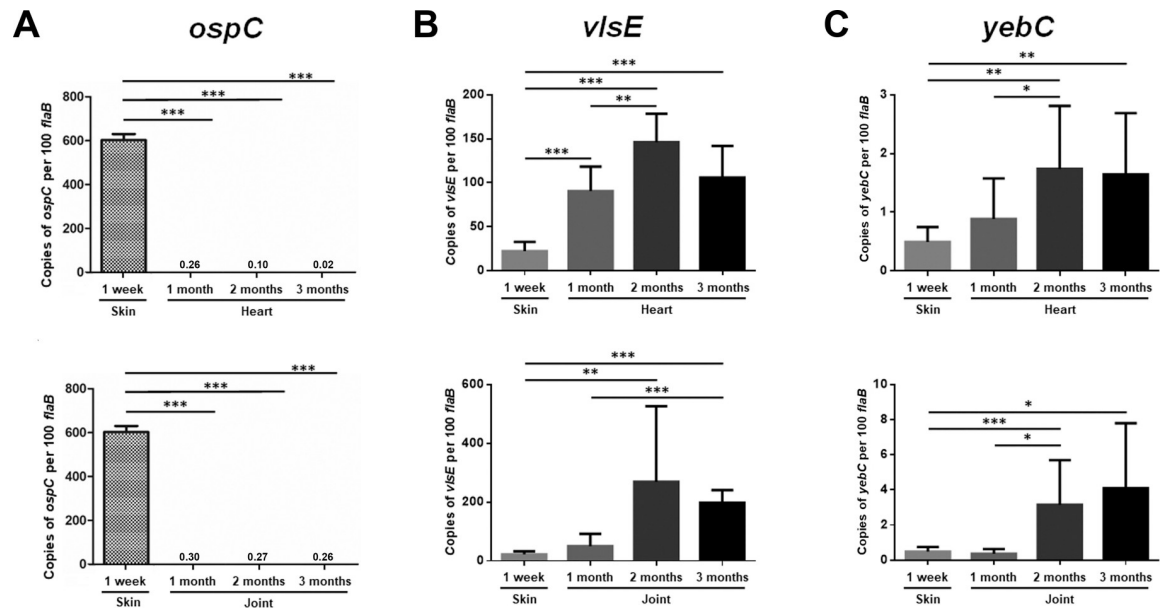 A
ospC
***
***
***
Copies of ospC per 100 flaB
800
600
400
200
0
0.26
0.10
0.02
1 week
1 month
2 months
3 months
Skin
Heart
***
***
***
Copies of ospC per 100 flaB
800
600
400
200
0
0.30
0.27
0.26
1 week
1 month
2 months
3 months
Skin
Joint
B
vlsE
***
***
**
***
Copies of vlsE per 100 flaB
200
150
100
50
0
1 week
1 month
2 months
3 months
Skin
Heart
***
**
***
Copies of vlsE per 100 flaB
600
400
200
0
1 week
1 month
2 months
3 months
Skin
Joint
C
yebC
**
**
*
Copies of yebC per 100 flaB
3
2
1
0
1 week
1 month
2 months
3 months
Skin
Heart
*
***
*
Copies of yebC per 100 flaB
10
8
6
4
2
0
1 week
1 month
2 months
3 months
Skin
Joint